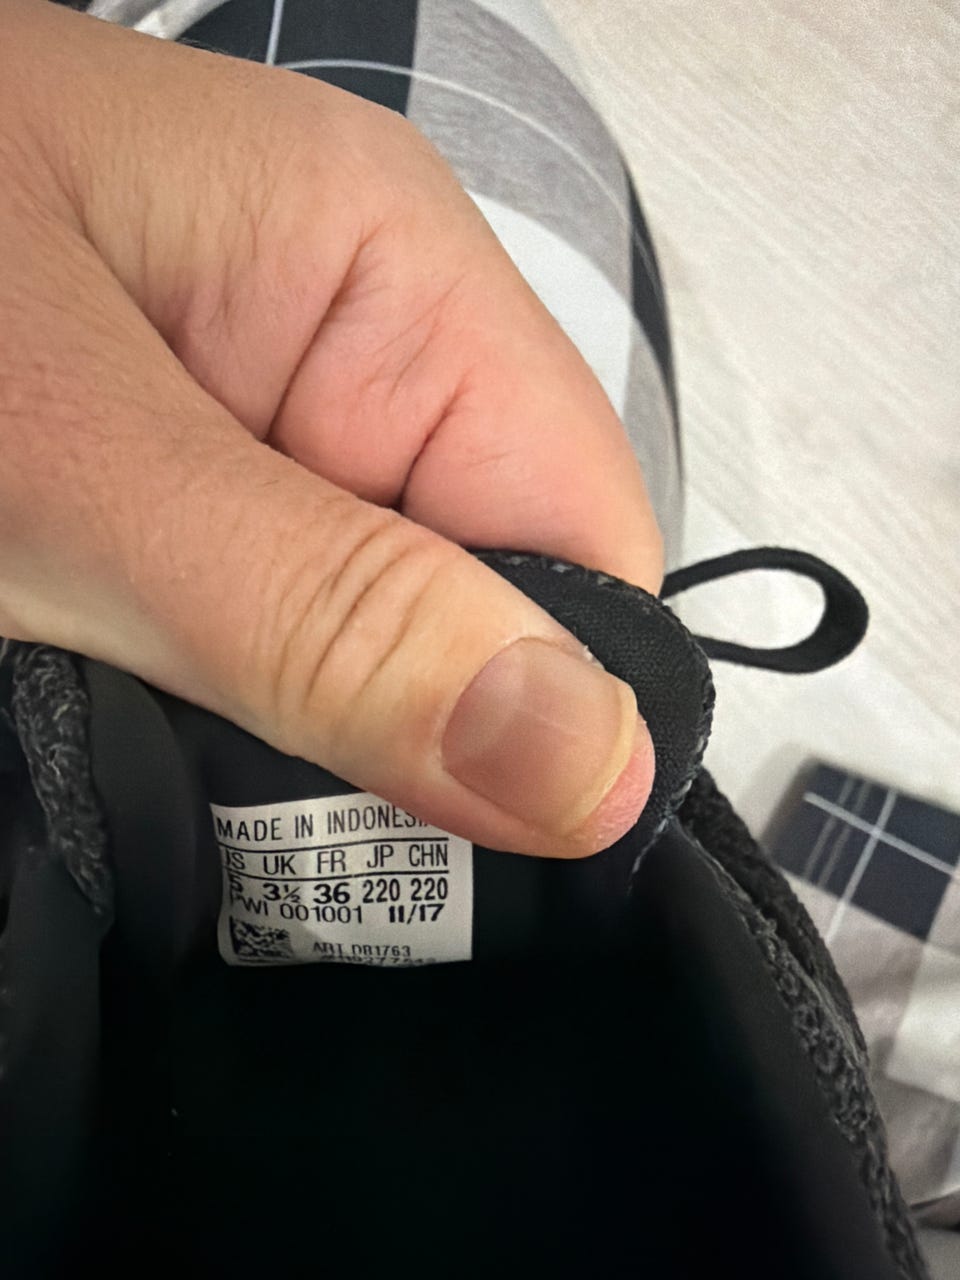 MADE IN INDONES
US UK FR JP CHN
5 3½ 36 220 220
PWI 001001 11/17
ART DB1763